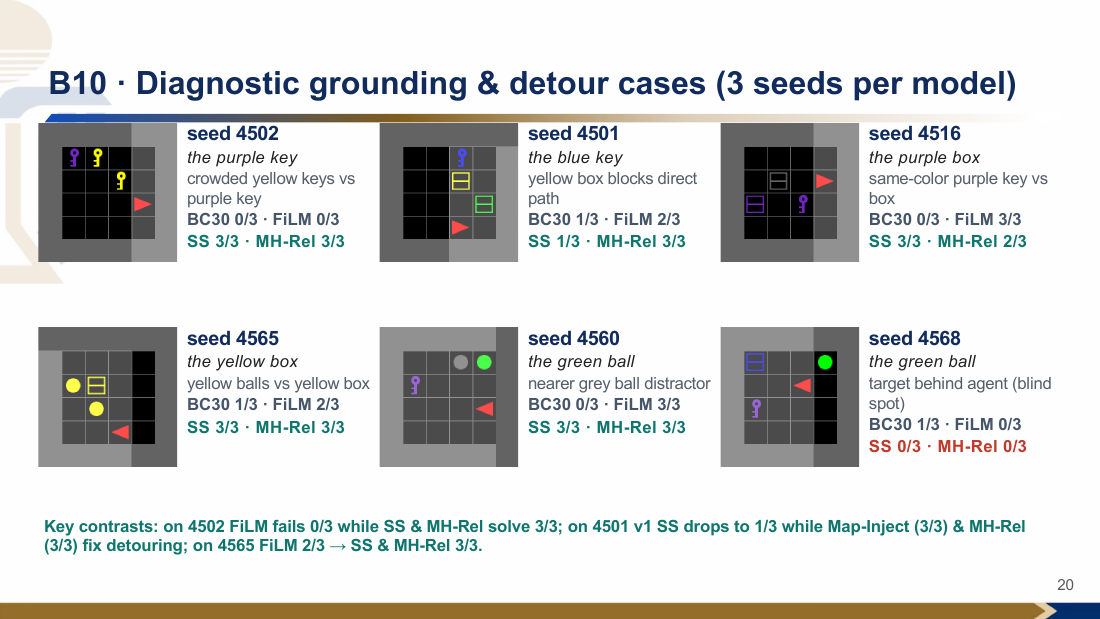 B10 · Diagnostic grounding & detour cases (3 seeds per model)
seed 4502
the purple key
crowded yellow keys vs
purple key
BC30 0/3 · FiLM 0/3
SS 3/3 · MH-Rel 3/3
seed 4501
the blue key
yellow box blocks direct
path
BC30 1/3 · FiLM 2/3
SS 1/3 · MH-Rel 3/3
seed 4516
the purple box
same-color purple key vs
box
BC30 0/3 · FiLM 3/3
SS 3/3 · MH-Rel 2/3
seed 4565
the yellow box
yellow balls vs yellow box
BC30 1/3 · FiLM 2/3
SS 3/3 · MH-Rel 3/3
seed 4560
the green ball
nearer grey ball distractor
BC30 0/3 · FiLM 3/3
SS 3/3 · MH-Rel 3/3
seed 4568
the green ball
target behind agent (blind
spot)
BC30 1/3 · FiLM 0/3
SS 0/3 · MH-Rel 0/3
Key contrasts: on 4502 FiLM fails 0/3 while SS & MH-Rel solve 3/3; on 4501 v1 SS drops to 1/3 while Map-Inject (3/3) & MH-Rel
(3/3) fix detouring; on 4565 FiLM 2/3 → SS & MH-Rel 3/3.
20